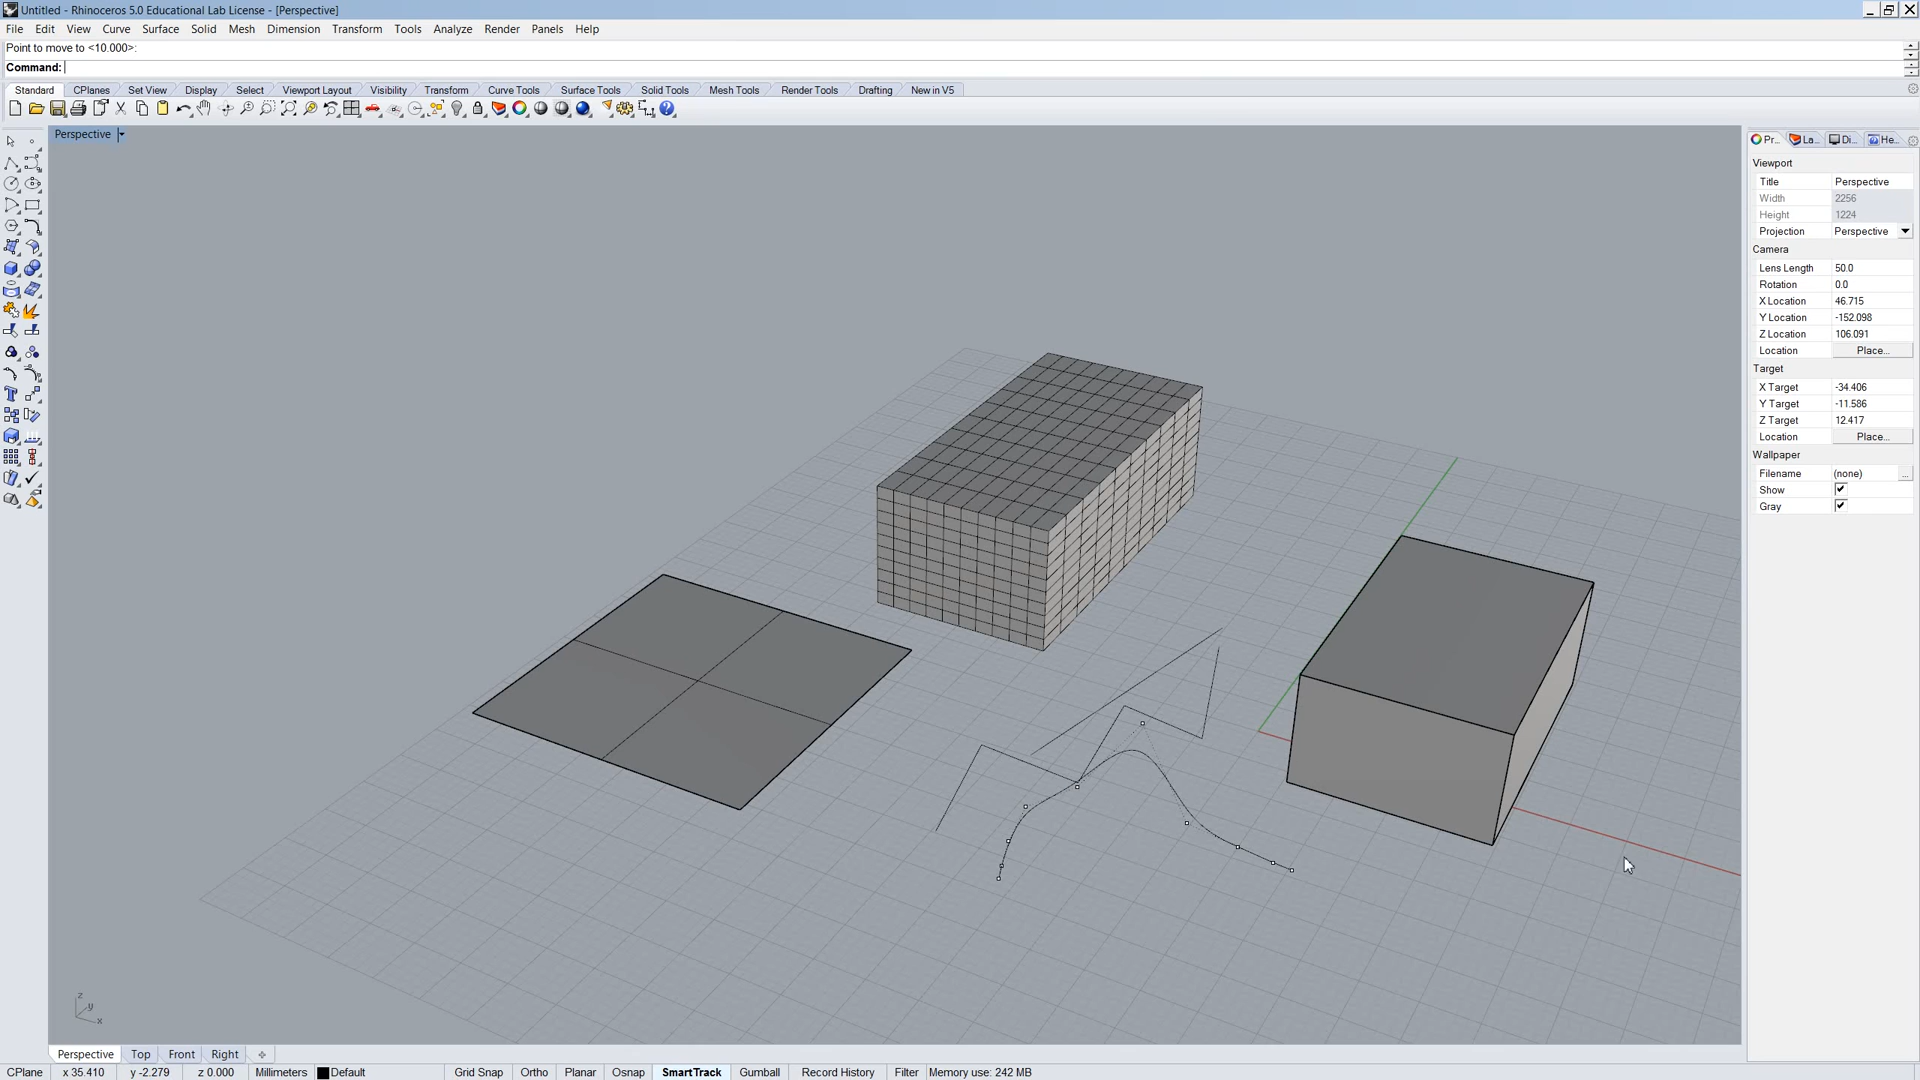 Untitled - Rhinoceros 5.0 Educational Lab License - [Perspective]
File Edit View Curve Surface Solid Mesh Dimension Transform Tools Analyze Render Panels Help
Point to move to <10.000>:
Command:
Standard CPlanes Set View Display Select Viewport Layout Visibility Transform Curve Tools Surface Tools Solid Tools Mesh Tools Render Tools Drafting New in V5
Perspective
Pr... La... Di... He...
Viewport
Title Perspective
Width 2256
Height 1224
Projection Perspective
Camera
Lens Length 50.0
Rotation 0.0
X Location 46.715
Y Location -152.098
Z Location 106.091
Location Place...
Target
X Target -34.406
Y Target -11.586
Z Target 12.417
Location Place...
Wallpaper
Filename (none) ...
Show
Gray
z
y
x
Perspective Top Front Right
CPlane x 35.410 y -2.279 z 0.000 Millimeters Default Grid Snap Ortho Planar Osnap SmartTrack Gumball Record History Filter Memory use: 242 MB